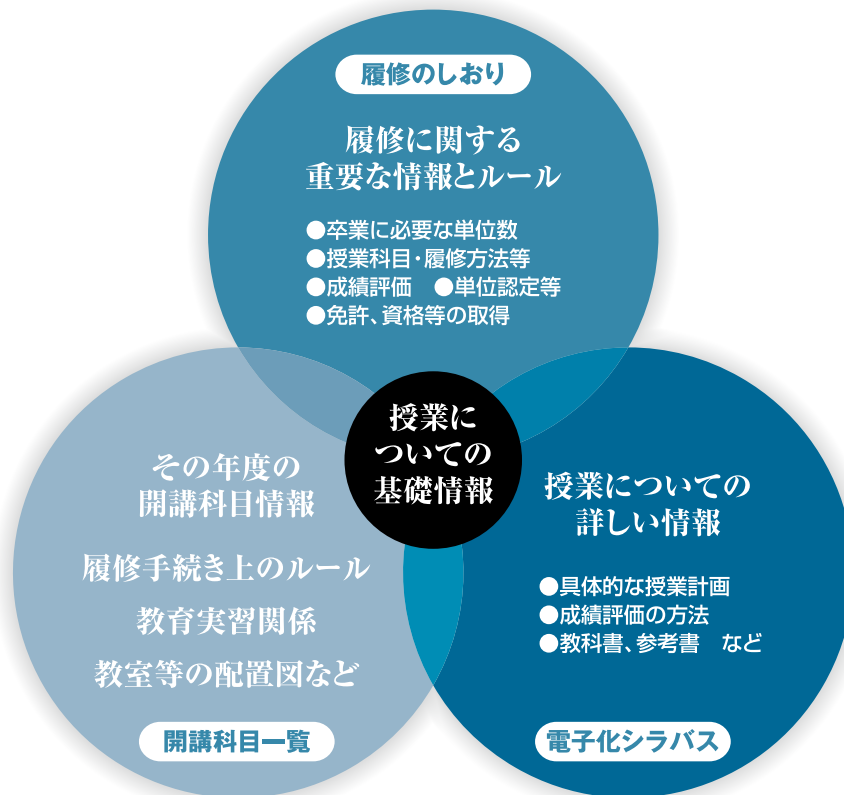 履修のしおり
履修に関する
重要な情報とルール
●卒業に必要な単位数
●授業科目・履修方法等
●成績評価　●単位認定等
●免許、資格等の取得
授業に
ついての
基礎情報
その年度の
開講科目情報
履修手続き上のルール
教育実習関係
教室等の配置図など
開講科目一覧
授業についての
詳しい情報
●具体的な授業計画
●成績評価の方法
●教科書、参考書　など
電子化シラバス